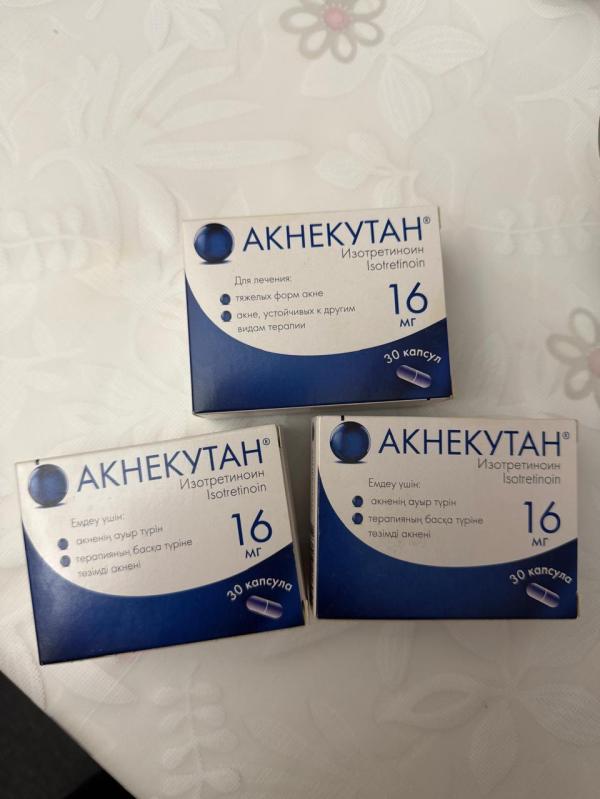 АКНЕКУТАН®
Изотретиноин
Isotretinoin
Для лечения:
тяжелых форм акне
акне, устойчивых к другим
видам терапии
16
мг
30 капсул
АКНЕКУТАН®
Изотретиноин
Isotretinoin
Емдеу үшін:
акненің ауыр түрін
терапияның басқа түріне
төзімді акнені
16
мг
30 капсула
АКНЕКУТАН®
Изотретиноин
Isotretinoin
Емдеу үшін:
акненің ауыр түрін
терапияның басқа түріне
төзімді акнені
16
мг
30 капсула